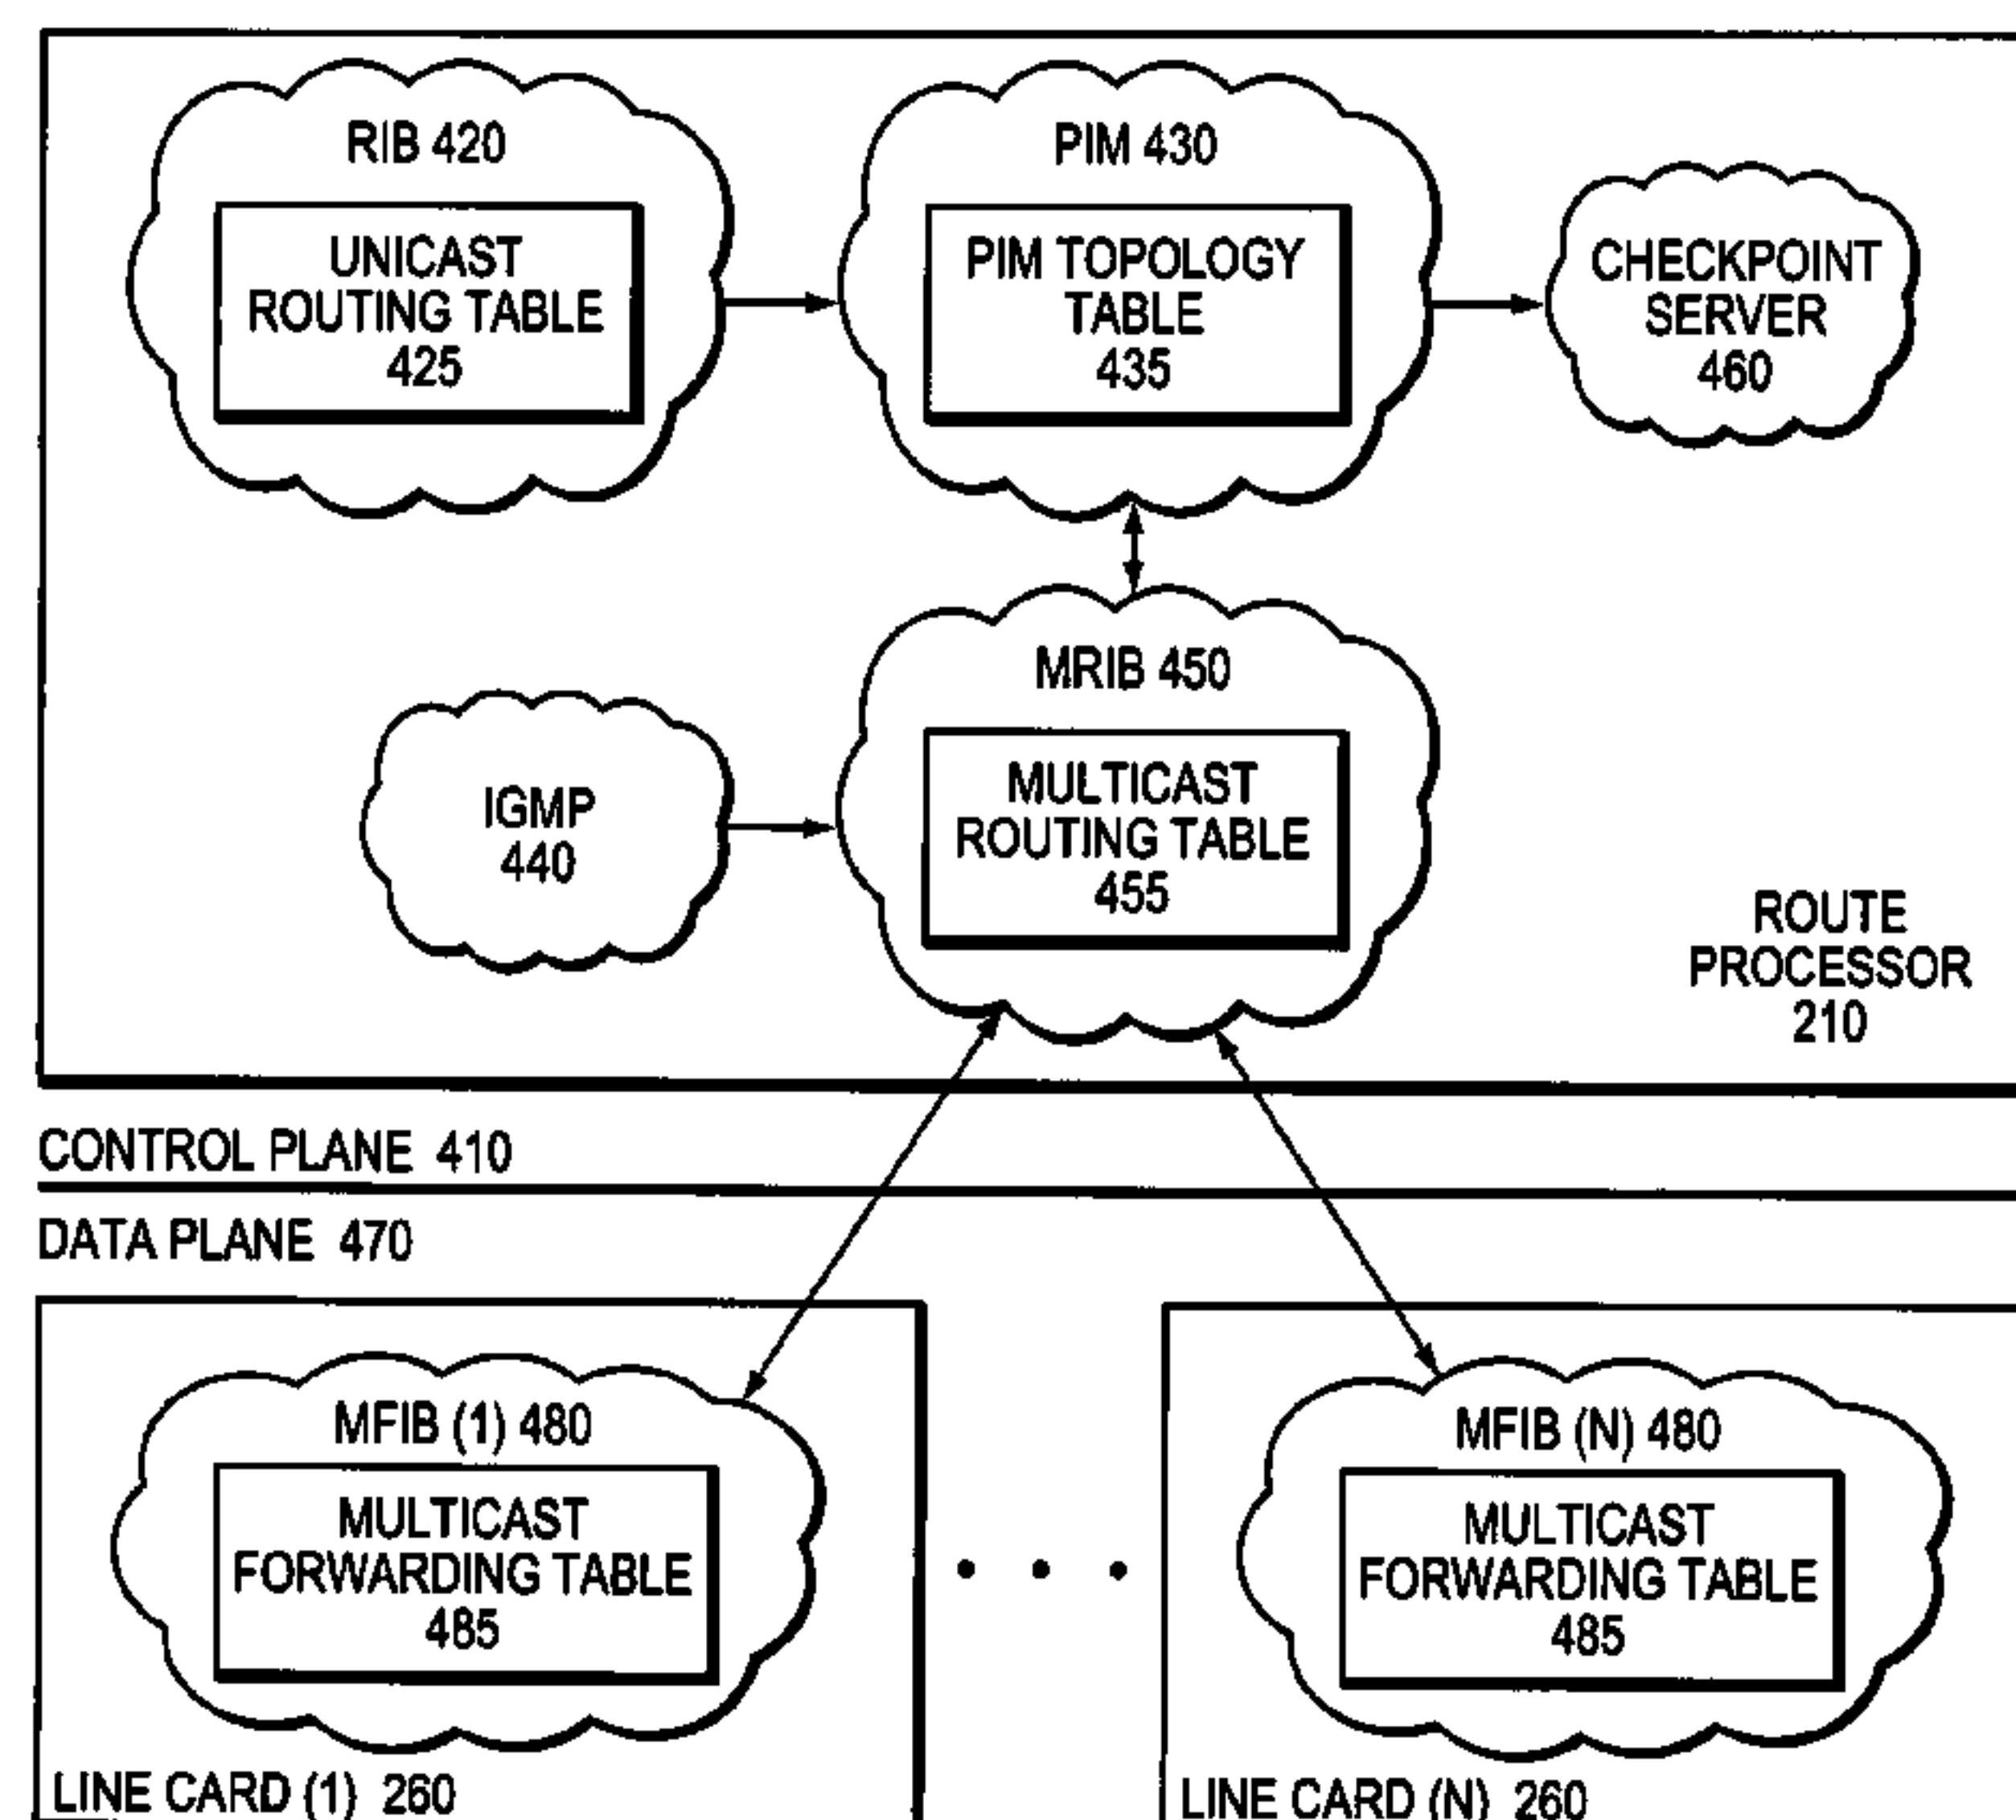 RIB 420
UNICAST
ROUTING TABLE
425
PIM 430
PIM TOPOLOGY
TABLE
435
CHECKPOINT
SERVER
460
IGMP
440
MRIB 450
MULTICAST
ROUTING TABLE
455
ROUTE
PROCESSOR
210
CONTROL PLANE 410
DATA PLANE 470
MFIB (1) 480
MULTICAST
FORWARDING TABLE
485
LINE CARD (1) 260
MFIB (N) 480
MULTICAST
FORWARDING TABLE
485
LINE CARD (N) 260